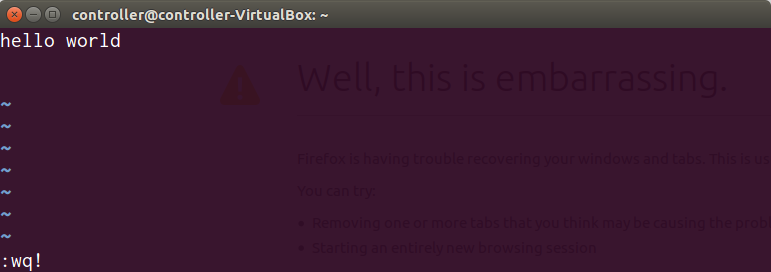 controller@controller-VirtualBox: ~
hello world
Well, this is embarrassing.
~
~
Firefox is having trouble recovering your windows and tabs. This is us
~
~
You can try:
~
~
Removing one or more tabs that you think may be causing the prob
~
• Starting an entirely new browsing session
:wq!